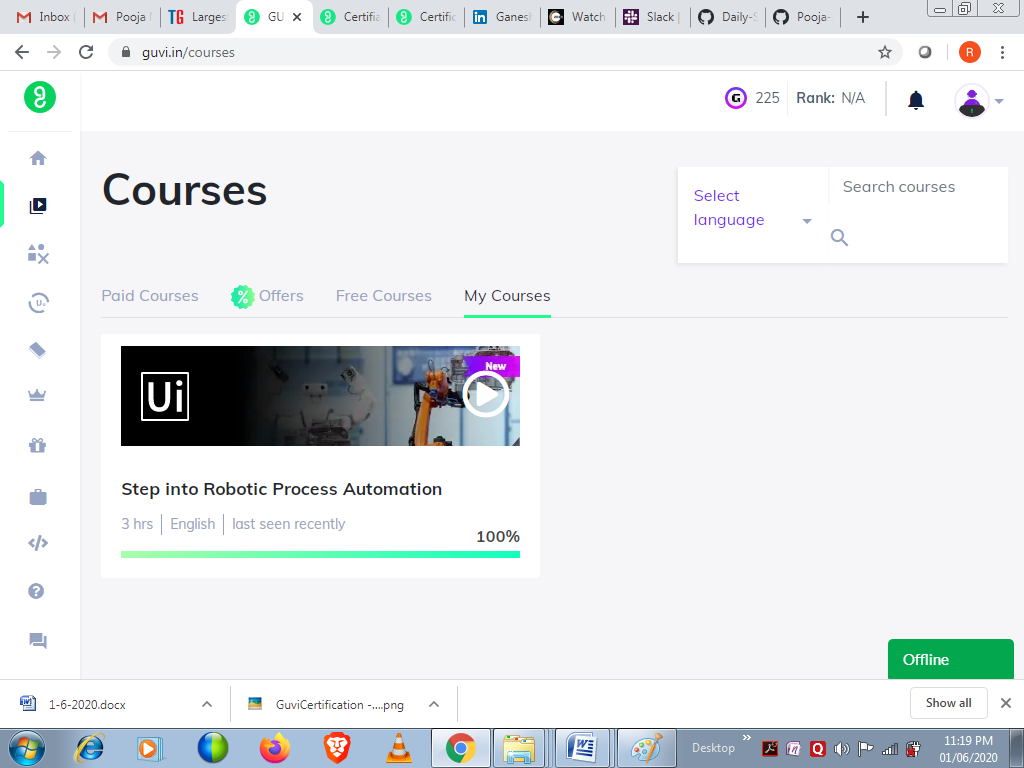 Inbox (
Pooja
Larges
GU
Certifi
Certific
Ganesh
Watch
Slack |
Daily-S
Pooja-
guvi.in/courses
R
G 225 Rank: N/A
Courses
Select
language
Search courses
Paid Courses
% Offers
Free Courses
My Courses
Ui
New
Step into Robotic Process Automation
3 hrs | English | last seen recently
100%
Offline
1-6-2020.docx
GuviCertification -....png
Show all
Desktop
11:19 PM
01/06/2020